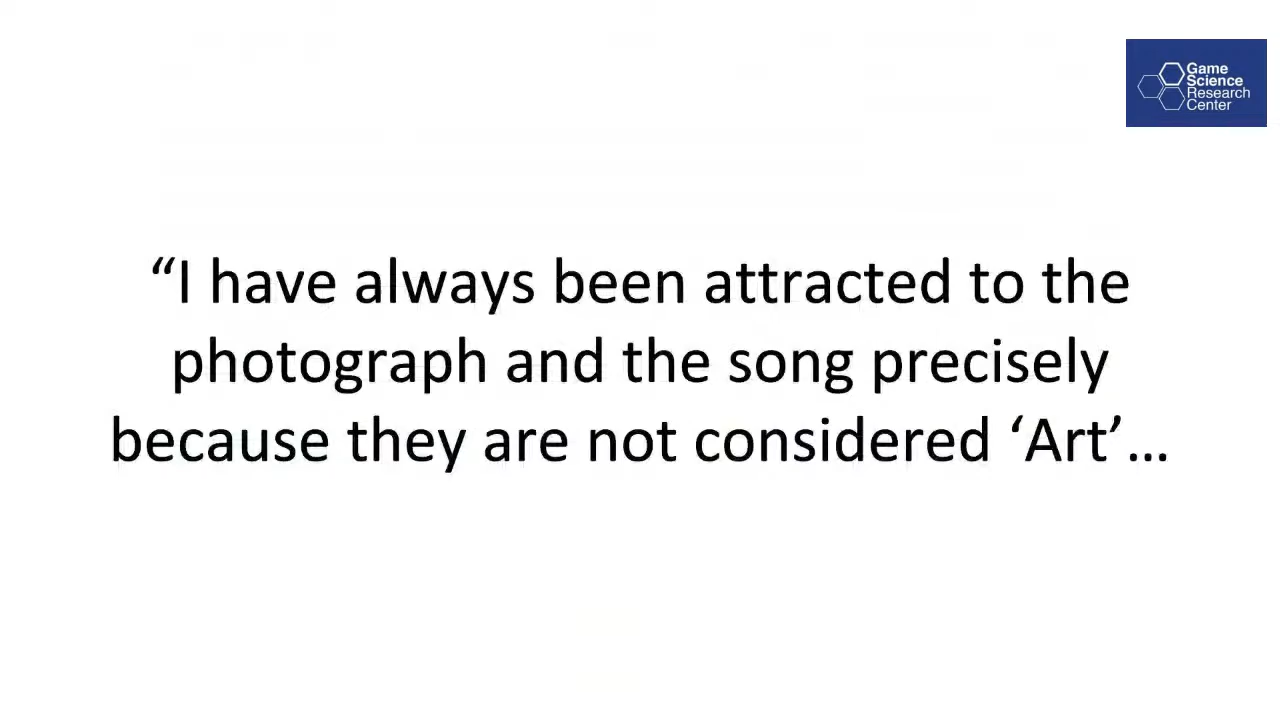 Game
Science
Research
Center
“I have always been attracted to the
photograph and the song precisely
because they are not considered ‘Art’…